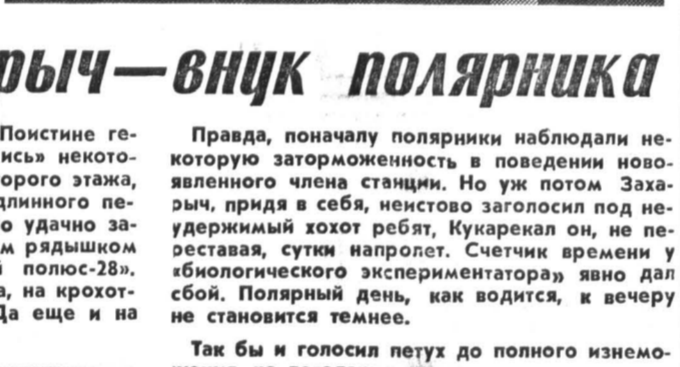 рыч — внук полярника
Поистине ге-
ись» некото-
орого этажа,
длинного пе-
о удачно за-
м рядышком
полюс-28».
а, на крохот-
Да еще и на
Правда, поначалу полярники наблюдали не-
которую заторможенность в поведении ново-
явленного члена станции. Но уж потом Заха-
рыч, придя в себя, неистово заголосил под не-
удержимый хохот ребят, Кукарекал он, не пе-
реставая, сутки напролет. Счетчик времени у
«биологического экспериментатора» явно дал
сбой. Полярный день, как водится, к вечеру
не становится темнее.
Так бы и голосил петух до полного изнемо-